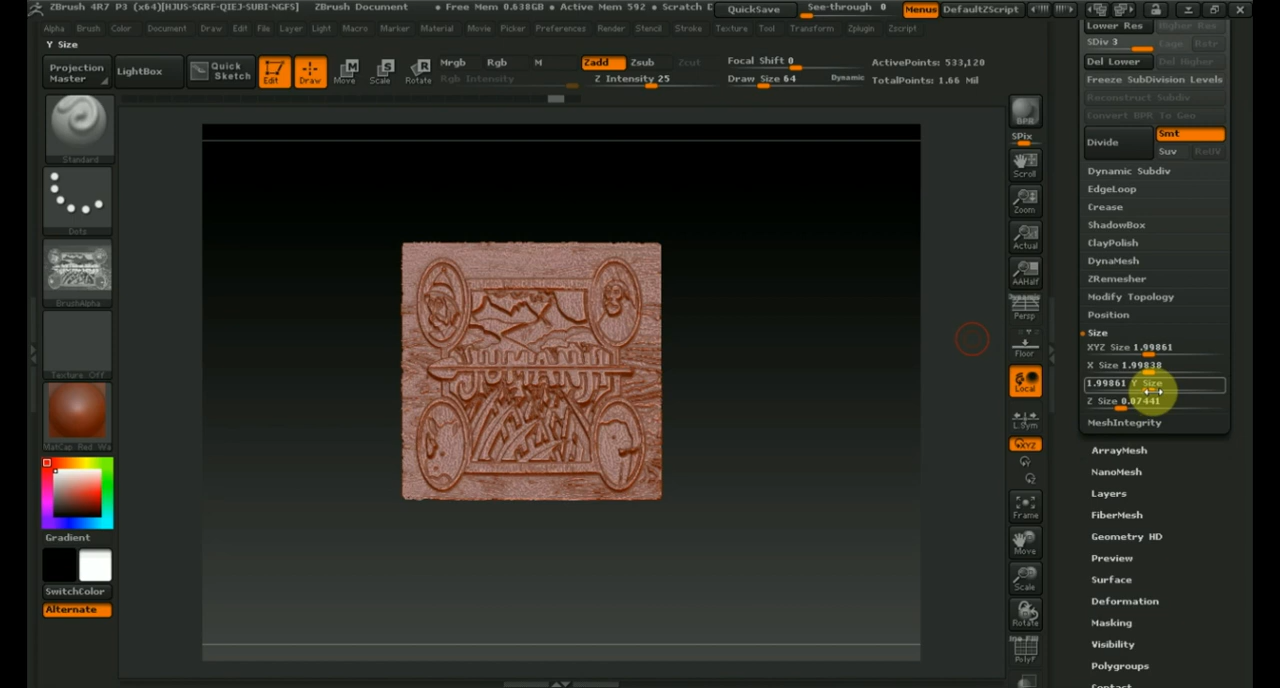 ZBrush 4R7 P3 (x64)[HJUS-SGRF-QIEJ-SUBI-NGFS] ZBrush Document • Free Mem 0.638GB • Active Mem 592 • Scratch D QuickSave See-through 0 Menus DefaultZScript
Alpha Brush Color Document Draw Edit File Layer Light Macro Marker Material Movie Picker Preferences Render Stencil Stroke Texture Tool Transform Zplugin Zscript
Y Size
Projection Master
LightBox
Quick Sketch
Edit
Draw
Move
Scale
Rotate
Mrgb Rgb M
Rgb Intensity
Zadd Zsub Zcut
Z Intensity 25
Focal Shift 0
Draw Size 64 Dynamic
ActivePoints: 533,120
TotalPoints: 1.66 Mil
Standard
Dots
BrushAlpha
Texture Off
MatCap Red Wa
Gradient
SwitchColor
Alternate
JUMANJI
BPR
SPix
Scroll
Zoom
Actual
AAHalf
Dynamic
Persp
Floor
Local
L.Sym
XYZ
Frame
Move
Scale
Rotate
PolyF
Lower Res Higher Res
SDiv 3 Cage Rstr
Del Lower Del Higher
Freeze SubDivision Levels
Reconstruct Subdiv
Convert BPR To Geo
Divide Smt
Suv ReUV
Dynamic Subdiv
EdgeLoop
Crease
ShadowBox
ClayPolish
DynaMesh
ZRemesher
Modify Topology
Position
Size
XYZ Size 1.99861
X Size 1.99838
1.99861 Y Size
Z Size 0.07441
MeshIntegrity
ArrayMesh
NanoMesh
Layers
FiberMesh
Geometry HD
Preview
Surface
Deformation
Masking
Visibility
Polygroups
Contact